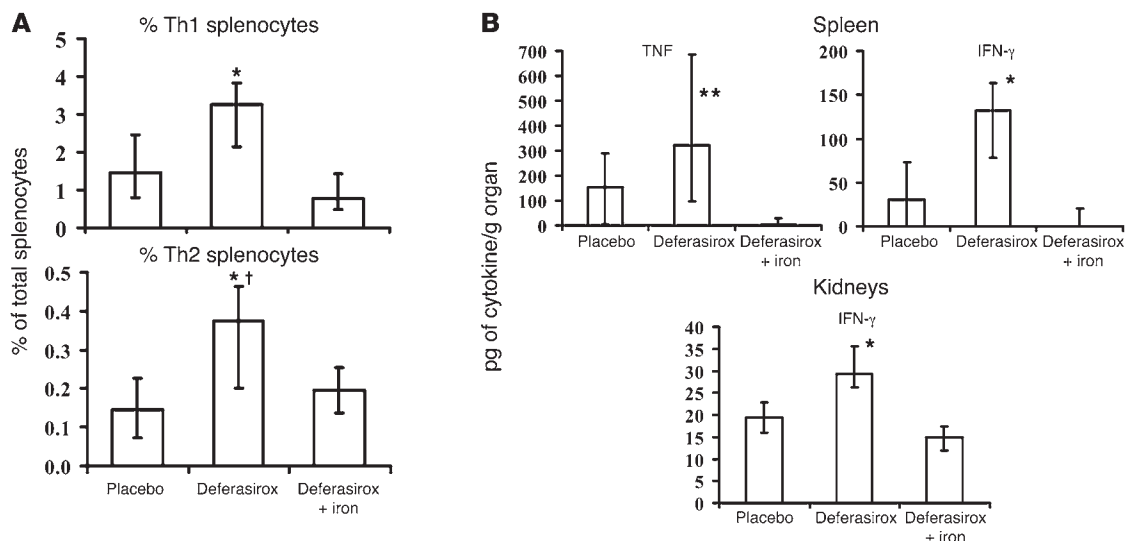 A
% Th1 splenocytes
% of total splenocytes
5
4
*
3
2
1
0
% Th2 splenocytes
0.5
* †
0.4
0.3
0.2
0.1
0.0
Placebo
Deferasirox
Deferasirox
+ iron
B
Spleen
pg of cytokine/g organ
TNF
700
600
500
**
400
300
200
100
0
Placebo
Deferasirox
Deferasirox
+ iron
IFN-γ
200
*
150
100
50
0
Placebo
Deferasirox
Deferasirox
+ iron
Kidneys
IFN-γ
40
*
35
30
25
20
15
10
5
0
Placebo
Deferasirox
Deferasirox
+ iron